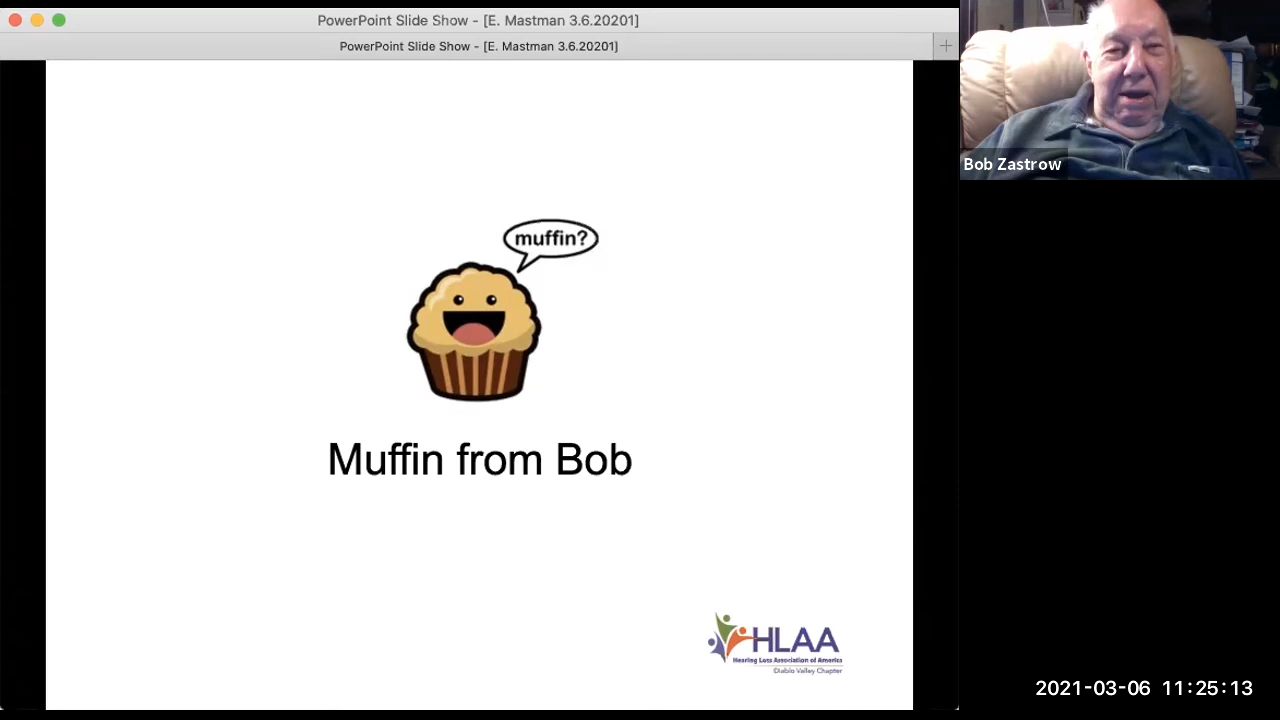 PowerPoint Slide Show - [E. Mastman 3.6.20201]
PowerPoint Slide Show - [E. Mastman 3.6.20201]
Bob Zastrow
muffin?
Muffin from Bob
HLAA
Hearing Loss Association of America
Diablo Valley Chapter
2021-03-06 11:25:13